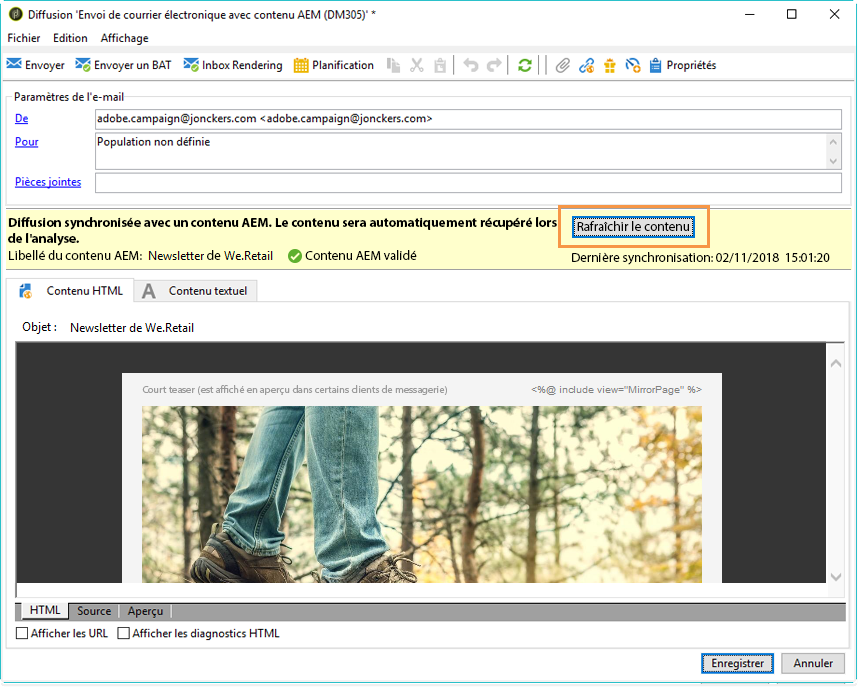 Diffusion 'Envoi de courrier électronique avec contenu AEM (DM305)' *
Fichier Edition Affichage
Envoyer Envoyer un BAT Inbox Rendering Planification Propriétés
Paramètres de l'e-mail
De adobe.campaign@jonckers.com <adobe.campaign@jonckers.com>
Pour Population non définie
Pièces jointes
Diffusion synchronisée avec un contenu AEM. Le contenu sera automatiquement récupéré lors
de l'analyse.
Rafraîchir le contenu
Libellé du contenu AEM: Newsletter de We.Retail Contenu AEM validé Dernière synchronisation: 02/11/2018 15:01:20
Contenu HTML A Contenu textuel
Objet : Newsletter de We.Retail
Court teaser (est affiché en aperçu dans certains clients de messagerie) <%@ include view="MirrorPage" %>
HTML Source Aperçu
Afficher les URL Afficher les diagnostics HTML
Enregistrer Annuler